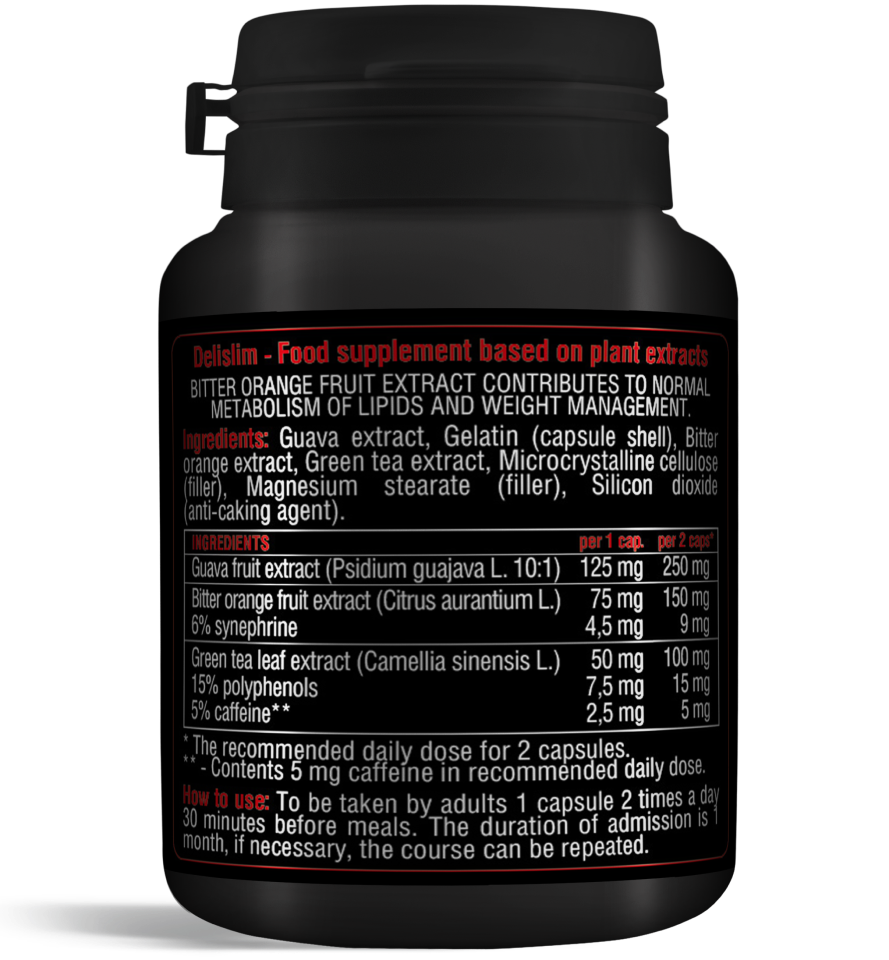 Delislim - Food supplement based on plant extracts
BITTER ORANGE FRUIT EXTRACT CONTRIBUTES TO NORMAL
METABOLISM OF LIPIDS AND WEIGHT MANAGEMENT.
Ingredients: Guava extract, Gelatin (capsule shell), Bitter
orange extract, Green tea extract, Microcrystalline cellulose
(filler), Magnesium stearate (filler), Silicon dioxide
(anti-caking agent).
INGREDIENTS per 1 cap. per 2 caps*
Guava fruit extract (Psidium guajava L. 10:1) 125 mg 250 mg
Bitter orange fruit extract (Citrus aurantium L.) 75 mg 150 mg
6% synephrine 4,5 mg 9 mg
Green tea leaf extract (Camellia sinensis L.) 50 mg 100 mg
15% polyphenols 7,5 mg 15 mg
5% caffeine** 2,5 mg 5 mg
* The recommended daily dose for 2 capsules.
** - Contents 5 mg caffeine in recommended daily dose.
How to use: To be taken by adults 1 capsule 2 times a day
30 minutes before meals. The duration of admission is 1
month, if necessary, the course can be repeated.